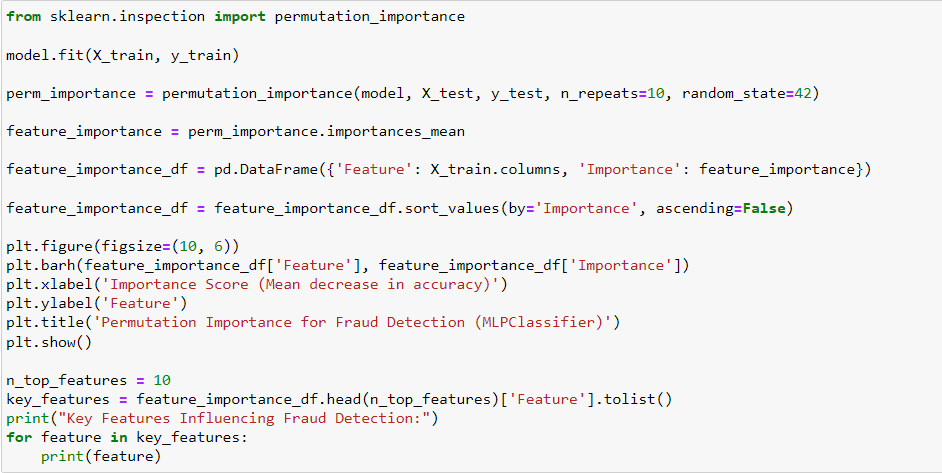 from sklearn.inspection import permutation_importance
model.fit(X_train, y_train)
perm_importance = permutation_importance(model, X_test, y_test, n_repeats=10, random_state=42)
feature_importance = perm_importance.importances_mean
feature_importance_df = pd.DataFrame({'Feature': X_train.columns, 'Importance': feature_importance})
feature_importance_df = feature_importance_df.sort_values(by='Importance', ascending=False)
plt.figure(figsize=(10, 6))
plt.barh(feature_importance_df['Feature'], feature_importance_df['Importance'])
plt.xlabel('Importance Score (Mean decrease in accuracy)')
plt.ylabel('Feature')
plt.title('Permutation Importance for Fraud Detection (MLPClassifier)')
plt.show()
n_top_features = 10
key_features = feature_importance_df.head(n_top_features)['Feature'].tolist()
print("Key Features Influencing Fraud Detection:")
for feature in key_features:
    print(feature)